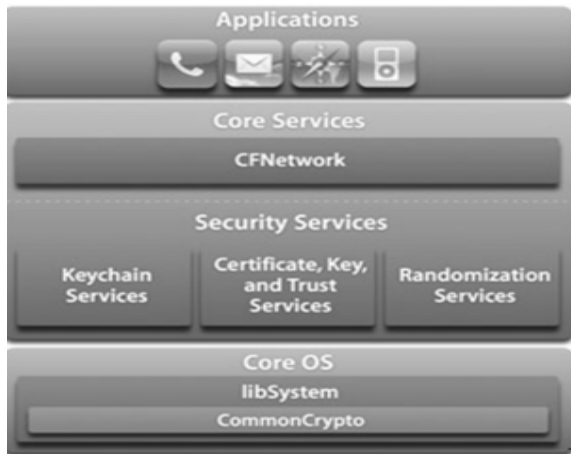 Applications
Core Services
CFNetwork
Security Services
Keychain
Services
Certificate, Key,
and Trust
Services
Randomization
Services
Core OS
libSystem
CommonCrypto